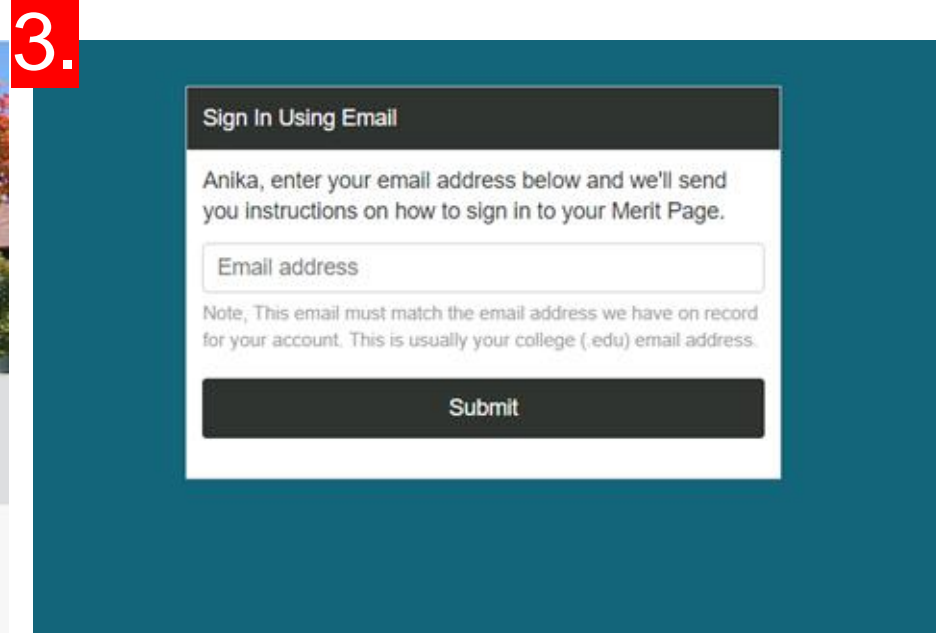 3.
Sign In Using Email
Anika, enter your email address below and we'll send
you instructions on how to sign in to your Merit Page.
Email address
Note, This email must match the email address we have on record
for your account. This is usually your college (.edu) email address.
Submit